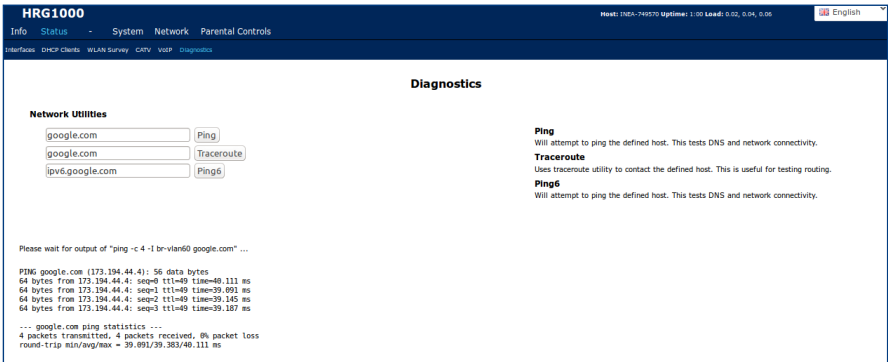 HRG1000
Host: INEA-749570 Uptime: 1:00 Load: 0.02, 0.04, 0.06
English
Info Status - System Network Parental Controls
Interfaces DHCP Clients WLAN Survey CATV VoIP Diagnostics
Diagnostics
Network Utilities
google.com Ping
google.com Traceroute
ipv6.google.com Ping6
Ping
Will attempt to ping the defined host. This tests DNS and network connectivity.
Traceroute
Uses traceroute utility to contact the defined host. This is useful for testing routing.
Ping6
Will attempt to ping the defined host. This tests DNS and network connectivity.
Please wait for output of "ping -c 4 -I br-vlan60 google.com" ...
PING google.com (173.194.44.4): 56 data bytes
64 bytes from 173.194.44.4: seq=0 ttl=49 time=40.111 ms
64 bytes from 173.194.44.4: seq=1 ttl=49 time=39.091 ms
64 bytes from 173.194.44.4: seq=2 ttl=49 time=39.145 ms
64 bytes from 173.194.44.4: seq=3 ttl=49 time=39.187 ms
--- google.com ping statistics ---
4 packets transmitted, 4 packets received, 0% packet loss
round-trip min/avg/max = 39.091/39.383/40.111 ms